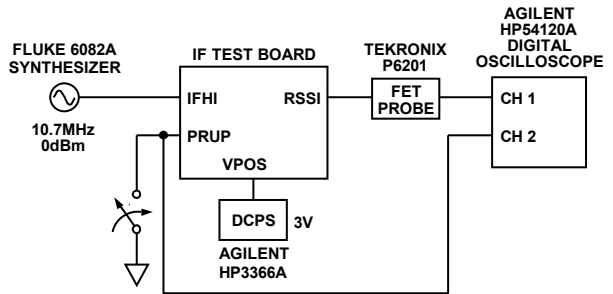 FLUKE 6082A
SYNTHESIZER
10.7MHz
0dBm
IF TEST BOARD
IFHI
RSSI
PRUP
VPOS
DCPS
3V
AGILENT
HP3366A
TEKRONIX
P6201
FET
PROBE
AGILENT
HP54120A
DIGITAL
OSCILLOSCOPE
CH 1
CH 2